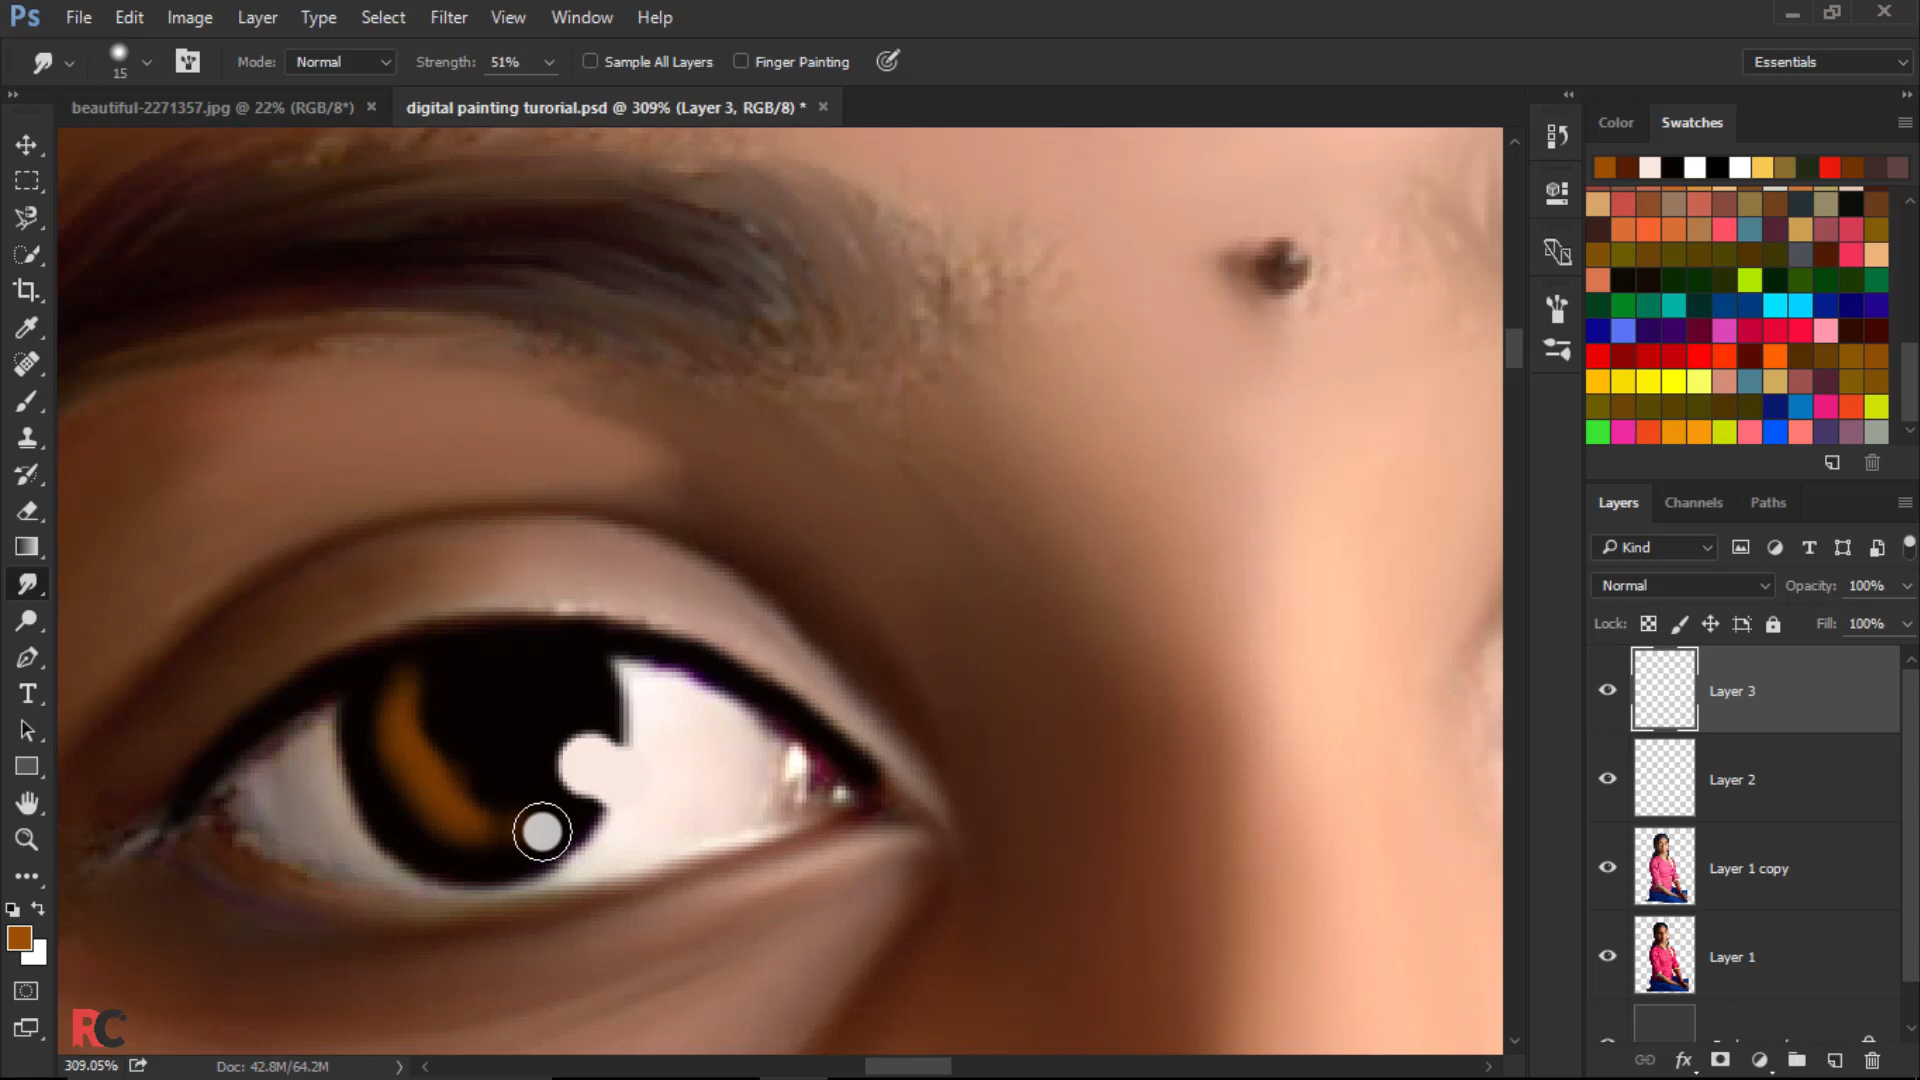 Ps File Edit Image Layer Type Select Filter View Window Help
15 Mode: Normal Strength: 51% Sample All Layers Finger Painting Essentials
beautiful-2271357.jpg @ 22% (RGB/8*) × digital painting turorial.psd @ 309% (Layer 3, RGB/8) * ×
Color Swatches
Layers Channels Paths
Kind
Normal Opacity: 100%
Lock: Fill: 100%
Layer 3
Layer 2
Layer 1 copy
Layer 1
RC
309.05% Doc: 42.8M/64.2M